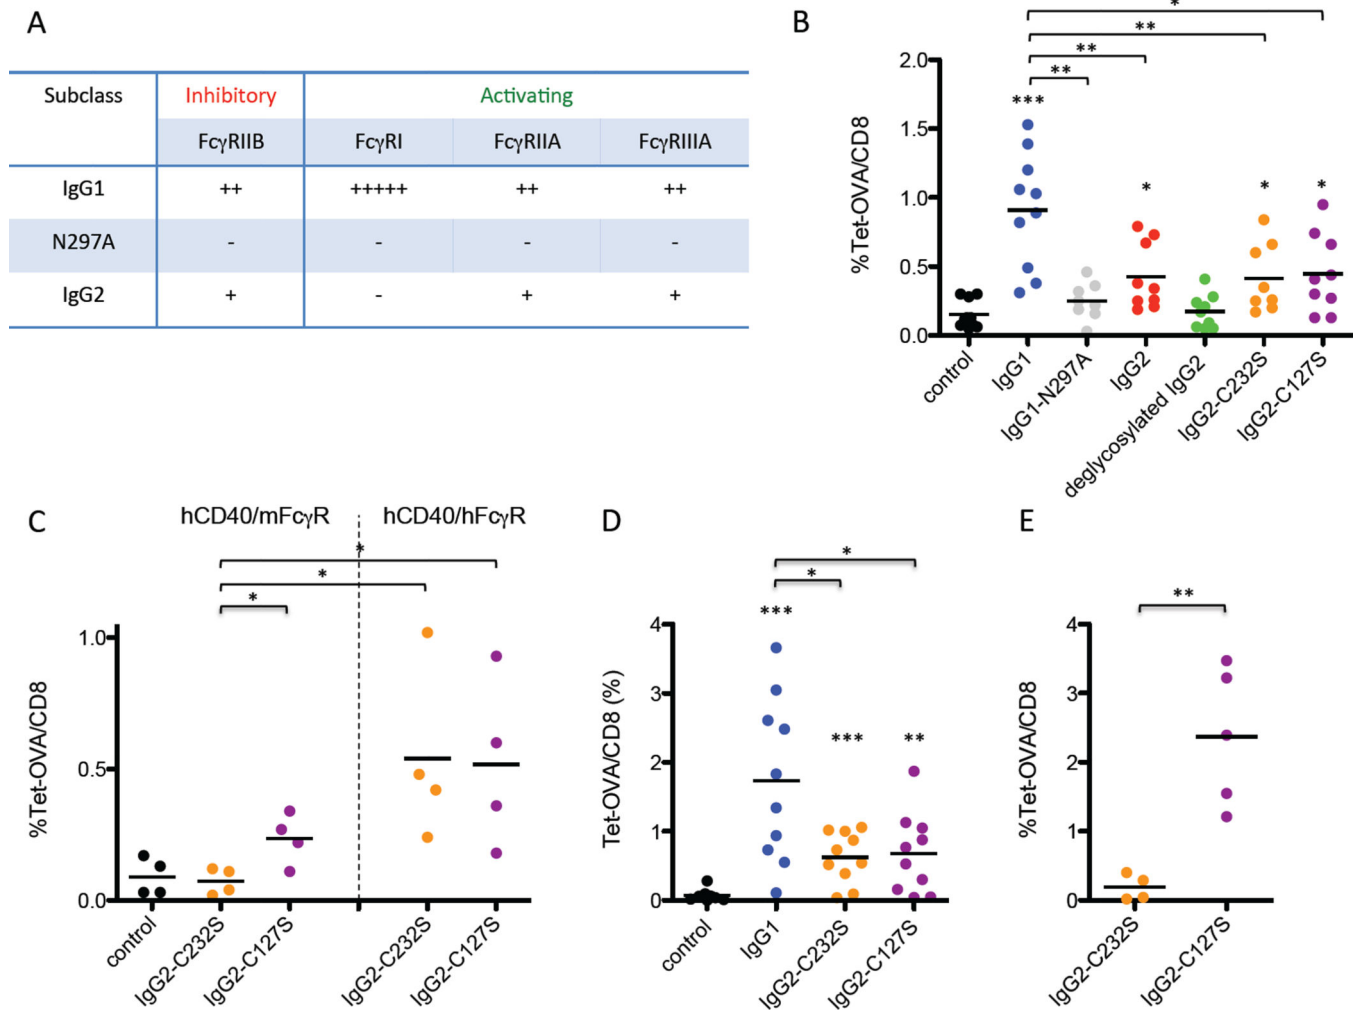 A
Subclass Inhibitory Activating
FcγRIIB FcγRI FcγRIIA FcγRIIIA
IgG1 ++ +++++ ++ ++
N297A - - - -
IgG2 + - + +
B
*
**
**
**
***
* * *
%Tet-OVA/CD8
2.0
1.5
1.0
0.5
0.0
control IgG1 IgG1-N297A IgG2 deglycosylated IgG2 IgG2-C232S IgG2-C127S
C
hCD40/mFcγR hCD40/hFcγR
*
*
*
%Tet-OVA/CD8
1.0
0.5
0.0
control IgG2-C232S IgG2-C127S IgG2-C232S IgG2-C127S
D
*
*
***
*** **
Tet-OVA/CD8 (%)
4
3
2
1
0
control IgG1 IgG2-C232S IgG2-C127S
E
**
%Tet-OVA/CD8
4
3
2
1
0
IgG2-C232S IgG2-C127S